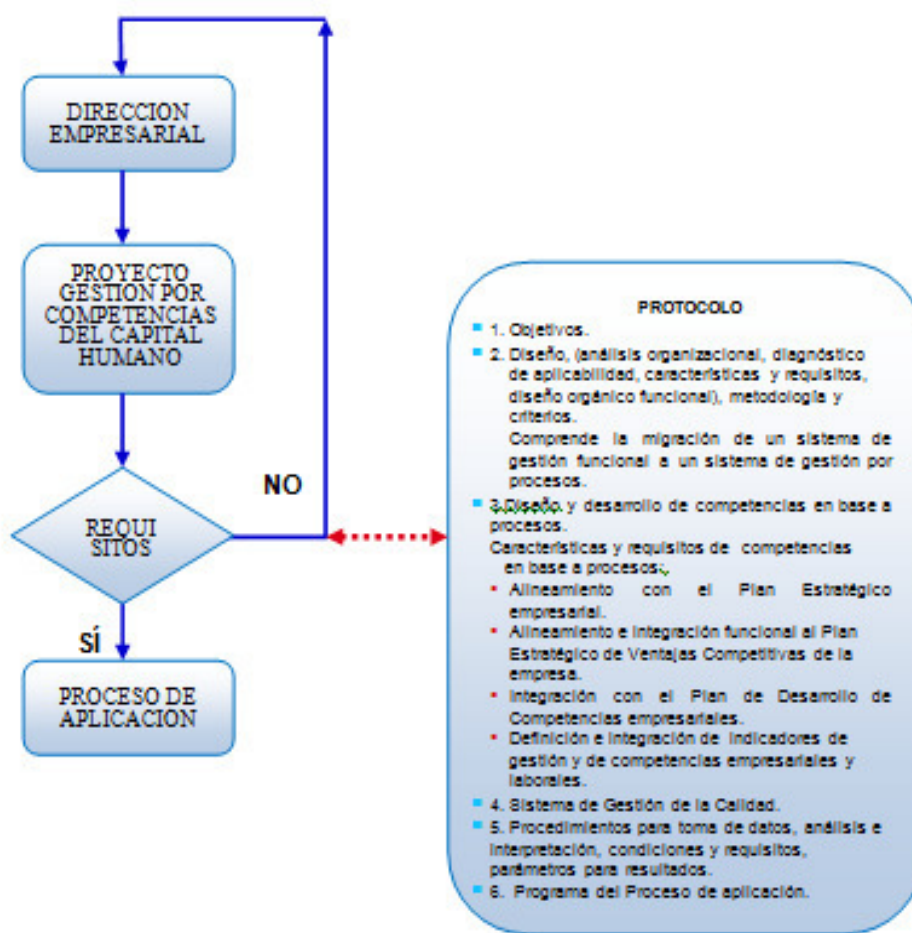 DIRECCION
EMPRESARIAL
PROYECTO
GESTION POR
COMPETENCIAS
DEL CAPITAL
HUMANO
REQUI
SITOS
NO
SÍ
PROCESO DE
APLICACIÓN
PROTOCOLO
1. Objetivos.
2. Diseño, (análisis organizacional, diagnóstico
de aplicabilidad, características y requisitos,
diseño orgánico funcional), metodología y
criterios.
Comprende la migración de un sistema de
gestión funcional a un sistema de gestión por
procesos.
3.Diseño y desarrollo de competencias en base a
procesos.
Características y requisitos de competencias
en base a procesos:,
Alineamiento con el Plan Estratégico
empresarial.
Alineamiento e integración funcional al Plan
Estratégico de Ventajas Competitivas de la
empresa.
Integración con el Plan de Desarrollo de
Competencias empresariales.
Definición e integración de indicadores de
gestión y de competencias empresariales y
laborales.
4. Sistema de Gestión de la Calidad.
5. Procedimientos para toma de datos, análisis e
interpretación, condiciones y requisitos,
parámetros para resultados.
6. Programa del Proceso de aplicación.